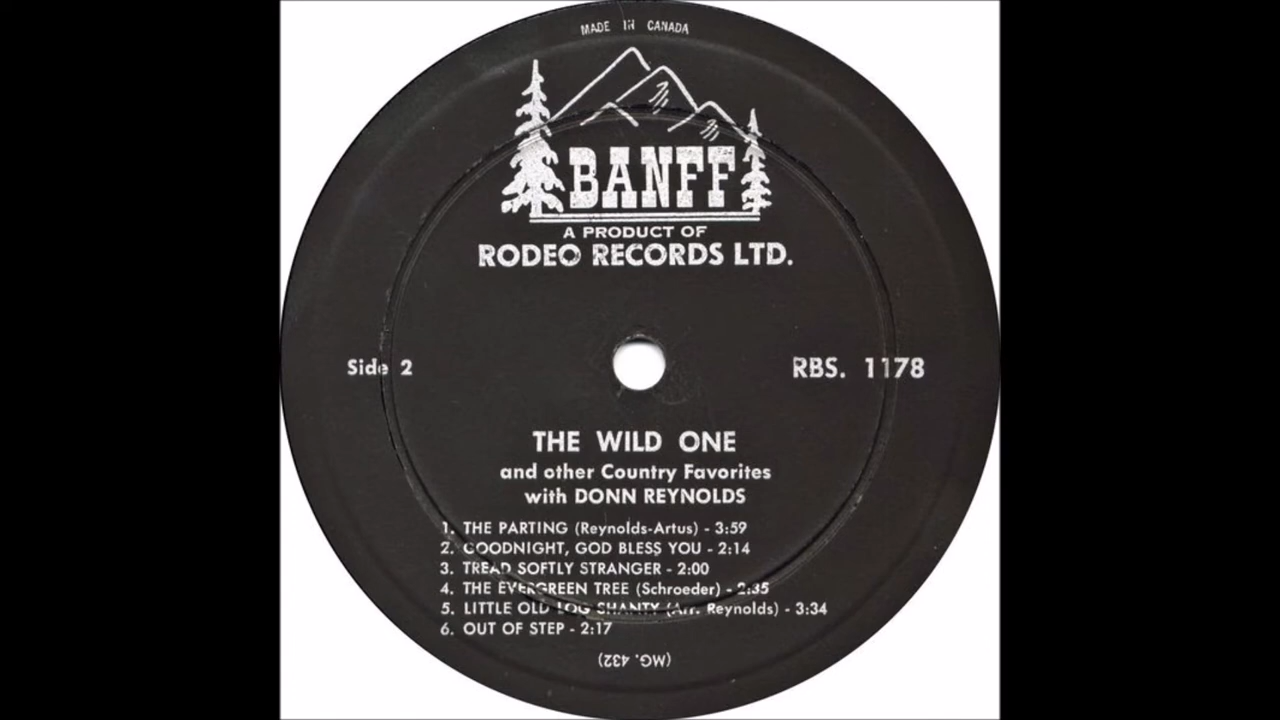 MADE IN CANADA
BANFF
A PRODUCT OF
RODEO RECORDS LTD.
Side 2
RBS. 1178
THE WILD ONE
and other Country Favorites
with DONN REYNOLDS
1. THE PARTING (Reynolds-Artus) - 3:59
2. GOODNIGHT, GOD BLESS YOU - 2:14
3. TREAD SOFTLY STRANGER - 2:00
4. THE EVERGREEN TREE (Schroeder) - 2:35
5. LITTLE OLD LOG SHANTY (Arr. Reynolds) - 3:34
6. OUT OF STEP - 2:17
(MG. 432)